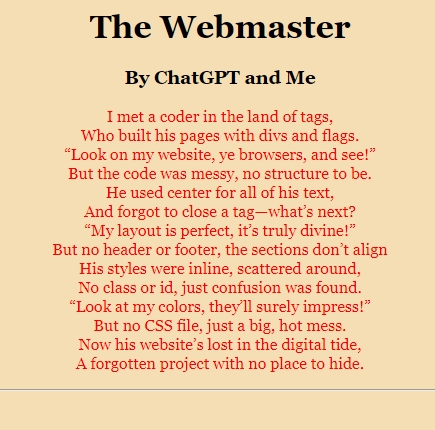 The Webmaster
By ChatGPT and Me
I met a coder in the land of tags,
Who built his pages with divs and flags.
“Look on my website, ye browsers, and see!”
But the code was messy, no structure to be.
He used center for all of his text,
And forgot to close a tag—what’s next?
“My layout is perfect, it’s truly divine!”
But no header or footer, the sections don’t align
His styles were inline, scattered around,
No class or id, just confusion was found.
“Look at my colors, they’ll surely impress!”
But no CSS file, just a big, hot mess.
Now his website’s lost in the digital tide,
A forgotten project with no place to hide.